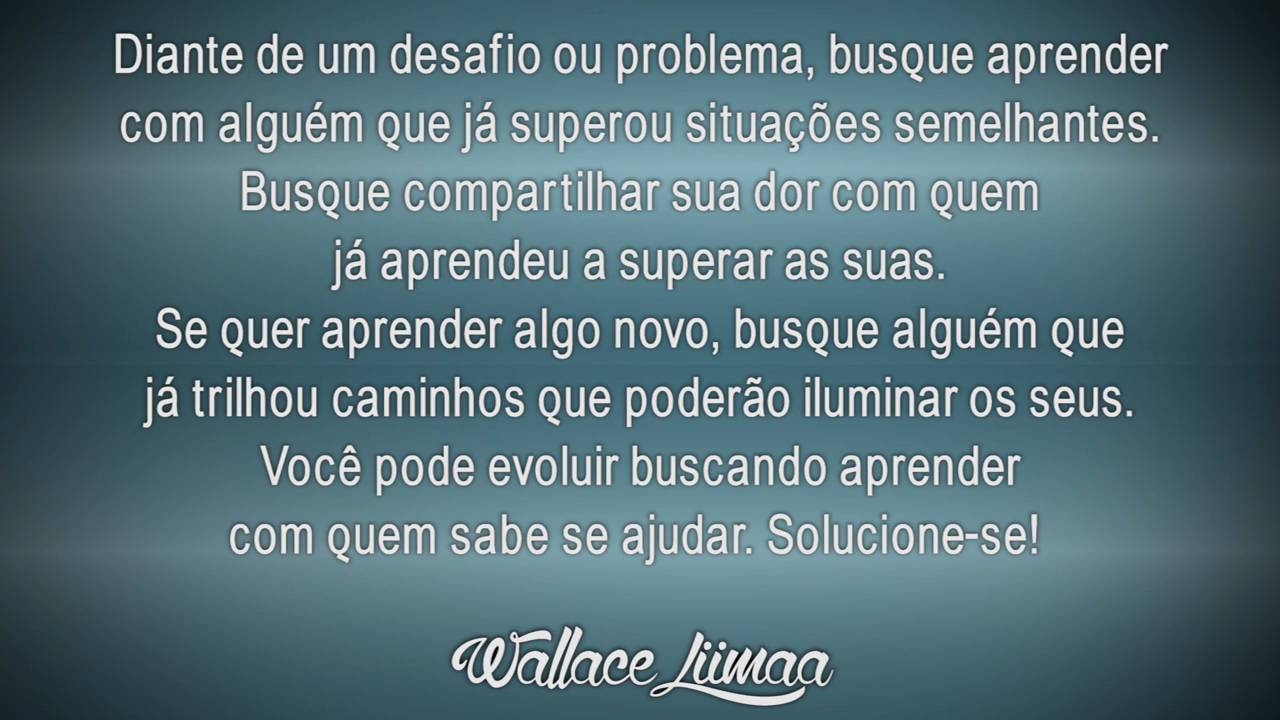 Diante de um desafio ou problema, busque aprender
com alguém que já superou situações semelhantes.
Busque compartilhar sua dor com quem
já aprendeu a superar as suas.
Se quer aprender algo novo, busque alguém que
já trilhou caminhos que poderão iluminar os seus.
Você pode evoluir buscando aprender
com quem sabe se ajudar. Solucione-se!
Wallace Liimaa